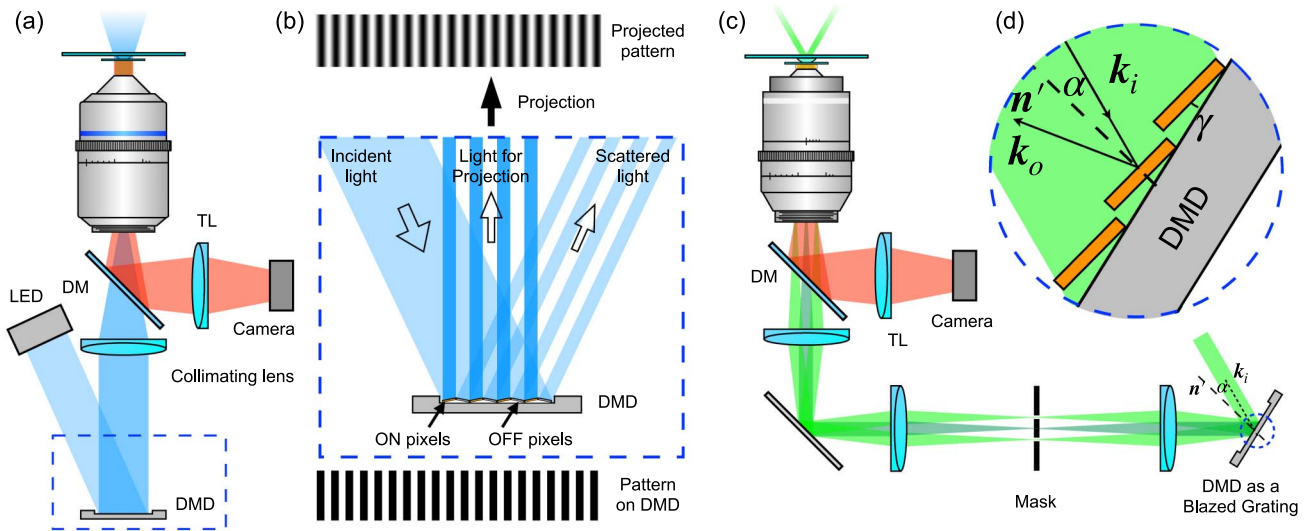 (a)
TL
DM
LED
Camera
Collimating lens
DMD
(b)
Projected
pattern
Projection
Incident
light
Light for
Projection
Scattered
light
DMD
ON pixels
OFF pixels
Pattern
on DMD
(c)
DM
TL
Camera
Mask
n′
α
k_i
DMD as a
Blazed Grating
(d)
n′
α
k_i
k_o
γ
DMD